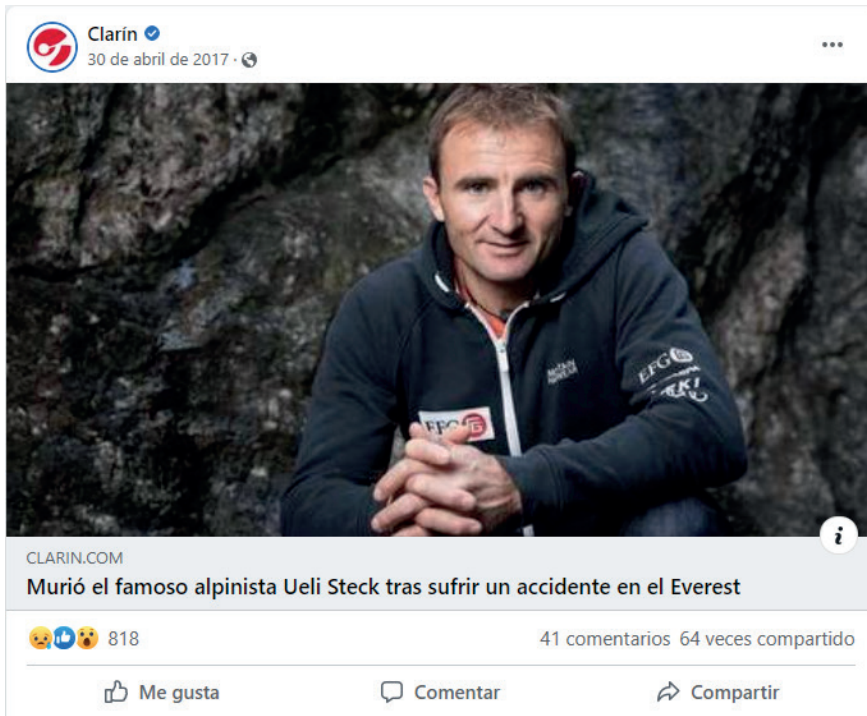 Clarín
30 de abril de 2017 ·
EFG
EFG
CLARIN.COM
Murió el famoso alpinista Ueli Steck tras sufrir un accidente en el Everest
818
41 comentarios 64 veces compartido
Me gusta
Comentar
Compartir